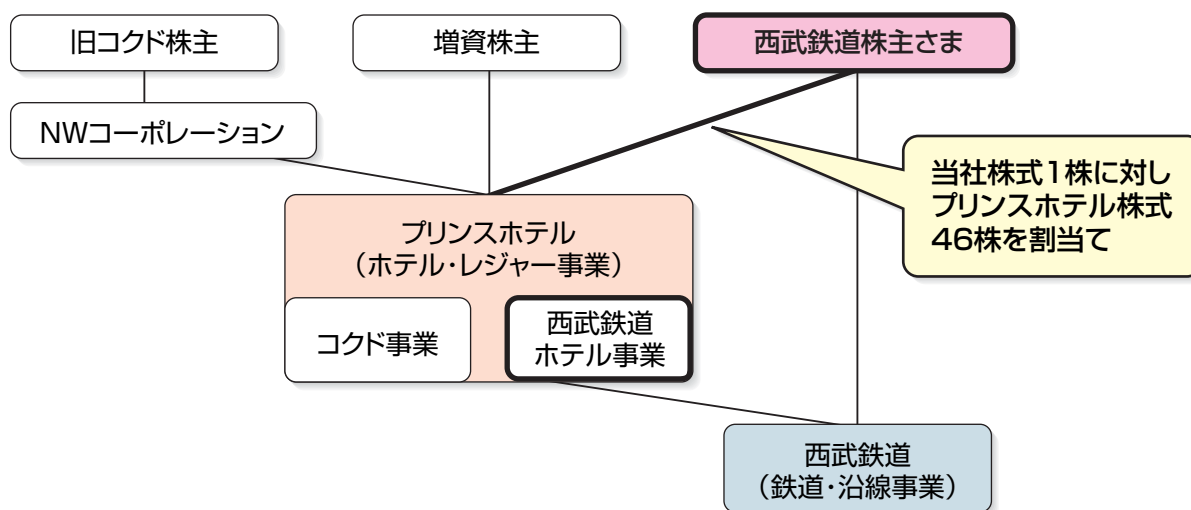 旧コクド株主
増資株主
西武鉄道株主さま
NWコーポレーション
当社株式1株に対し
プリンスホテル株式
46株を割当て
プリンスホテル
（ホテル・レジャー事業）
コクド事業
西武鉄道
ホテル事業
西武鉄道
（鉄道・沿線事業）